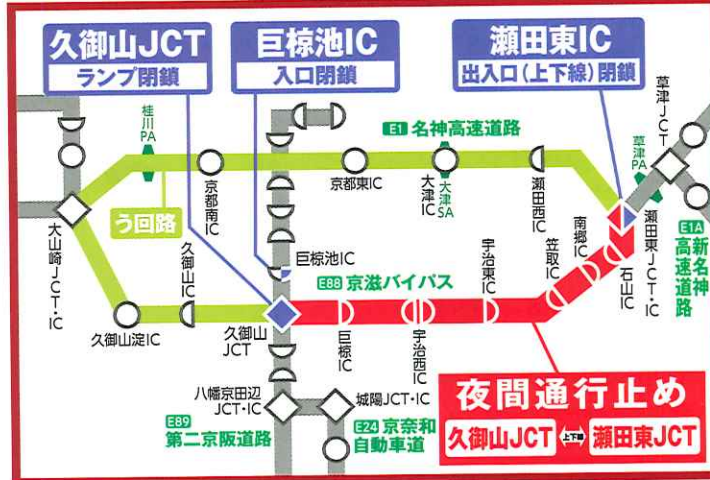 久御山JCT
ランプ閉鎖
巨椋池IC
入口閉鎖
瀬田東IC
出入口(上下線)閉鎖
草津JCT
桂川PA
E1 名神高速道路
草津PA
京都南IC
京都東IC
大津IC
大津SA
瀬田西IC
う回路
大山崎JCT・IC
久御山IC
巨椋池IC
E88 京滋バイパス
宇治東IC
笠取IC
南郷IC
石山IC
瀬田東JCT・IC
E1A 新名神高速道路
久御山淀IC
久御山JCT
巨椋IC
宇治西IC
八幡京田辺
JCT・IC
城陽JCT・IC
E89
第二京阪道路
E24 京奈和
自動車道
夜間通行止め
久御山JCT 上下線 瀬田東JCT